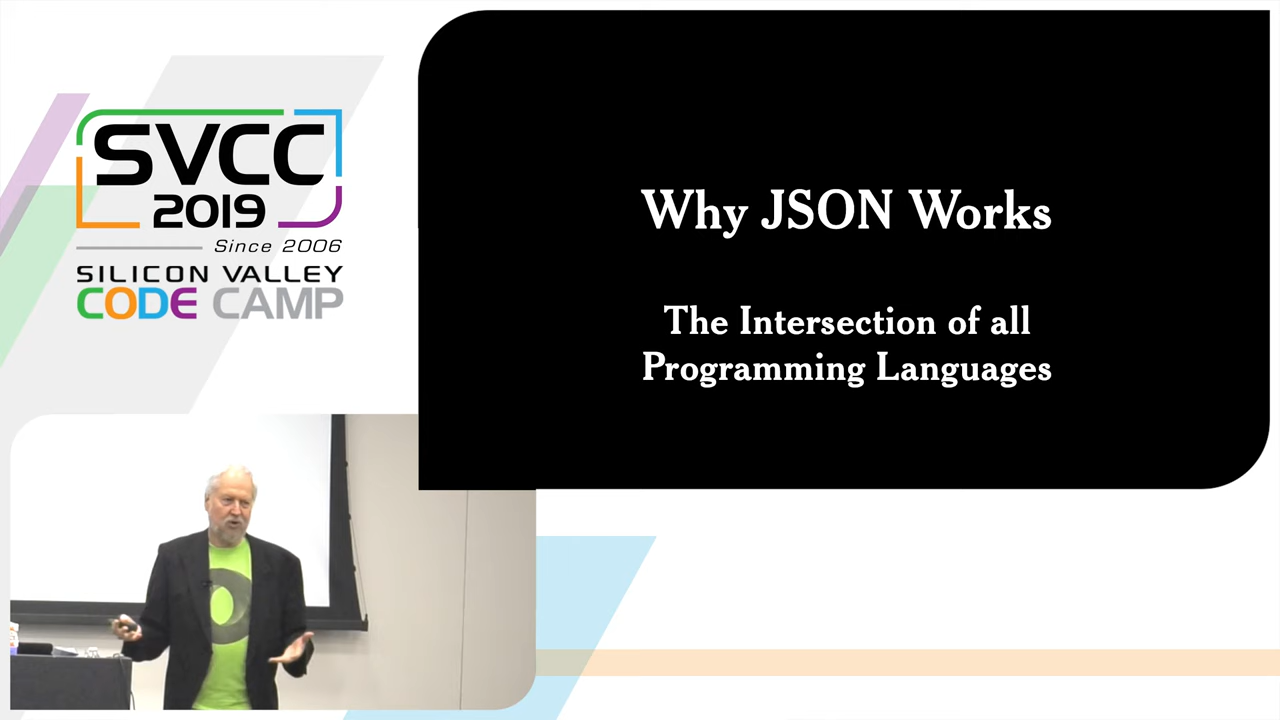 SVCC
2019
Since 2006
SILICON VALLEY
CODE CAMP
Why JSON Works
The Intersection of all
Programming Languages